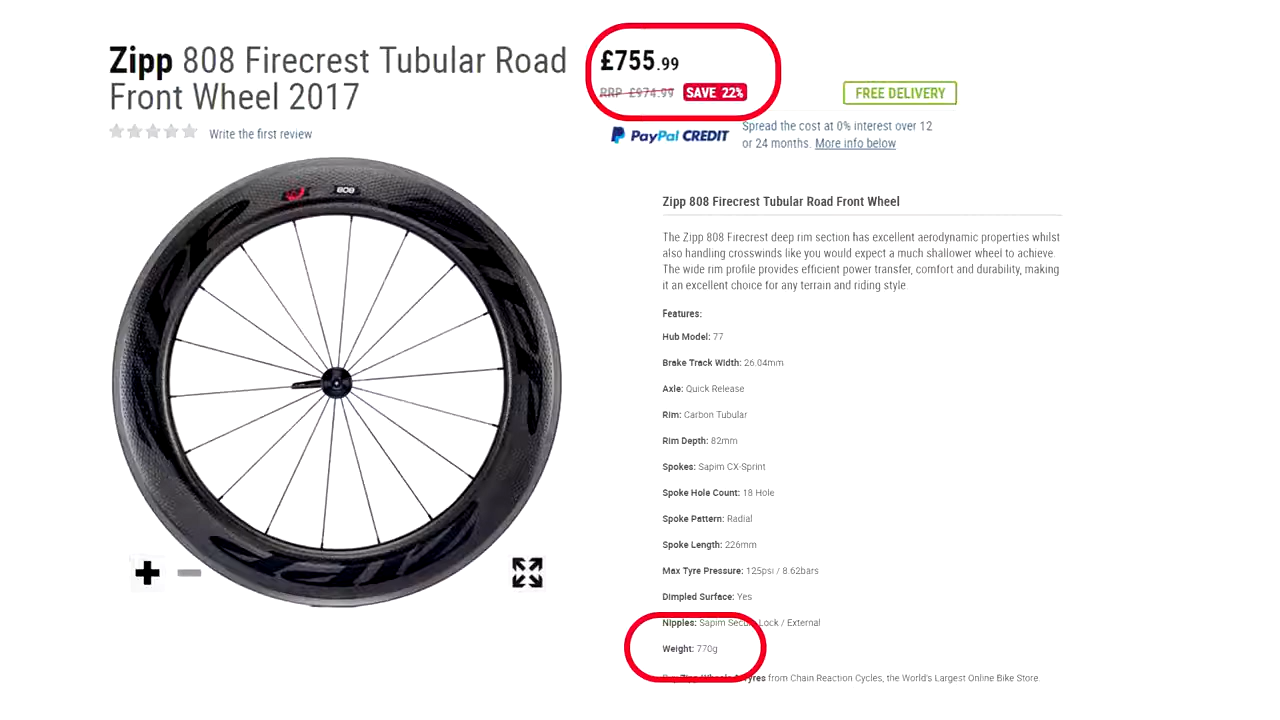 Zipp 808 Firecrest Tubular Road
Front Wheel 2017
Write the first review
£755.99
RRP £974.99 SAVE 22%
FREE DELIVERY
PayPal CREDIT
Spread the cost at 0% interest over 12
or 24 months. More info below
808
Zipp 808 Firecrest Tubular Road Front Wheel
The Zipp 808 Firecrest deep rim section has excellent aerodynamic properties whilst
also handling crosswinds like you would expect a much shallower wheel to achieve.
The wide rim profile provides efficient power transfer, comfort and durability, making
it an excellent choice for any terrain and riding style
Features:
Hub Model: 77
Brake Track Width: 26.04mm
Axle: Quick Release
Rim: Carbon Tubular
Rim Depth: 82mm
Spokes: Sapim CX-Sprint
Spoke Hole Count: 18 Hole
Spoke Pattern: Radial
Spoke Length: 226mm
Max Tyre Pressure: 125psi / 8.62bars
Dimpled Surface: Yes
Nipples: Sapim Secure Lock / External
Weight: 770g
Zipp Wheels & Tyres from Chain Reaction Cycles, the World's Largest Online Bike Store.